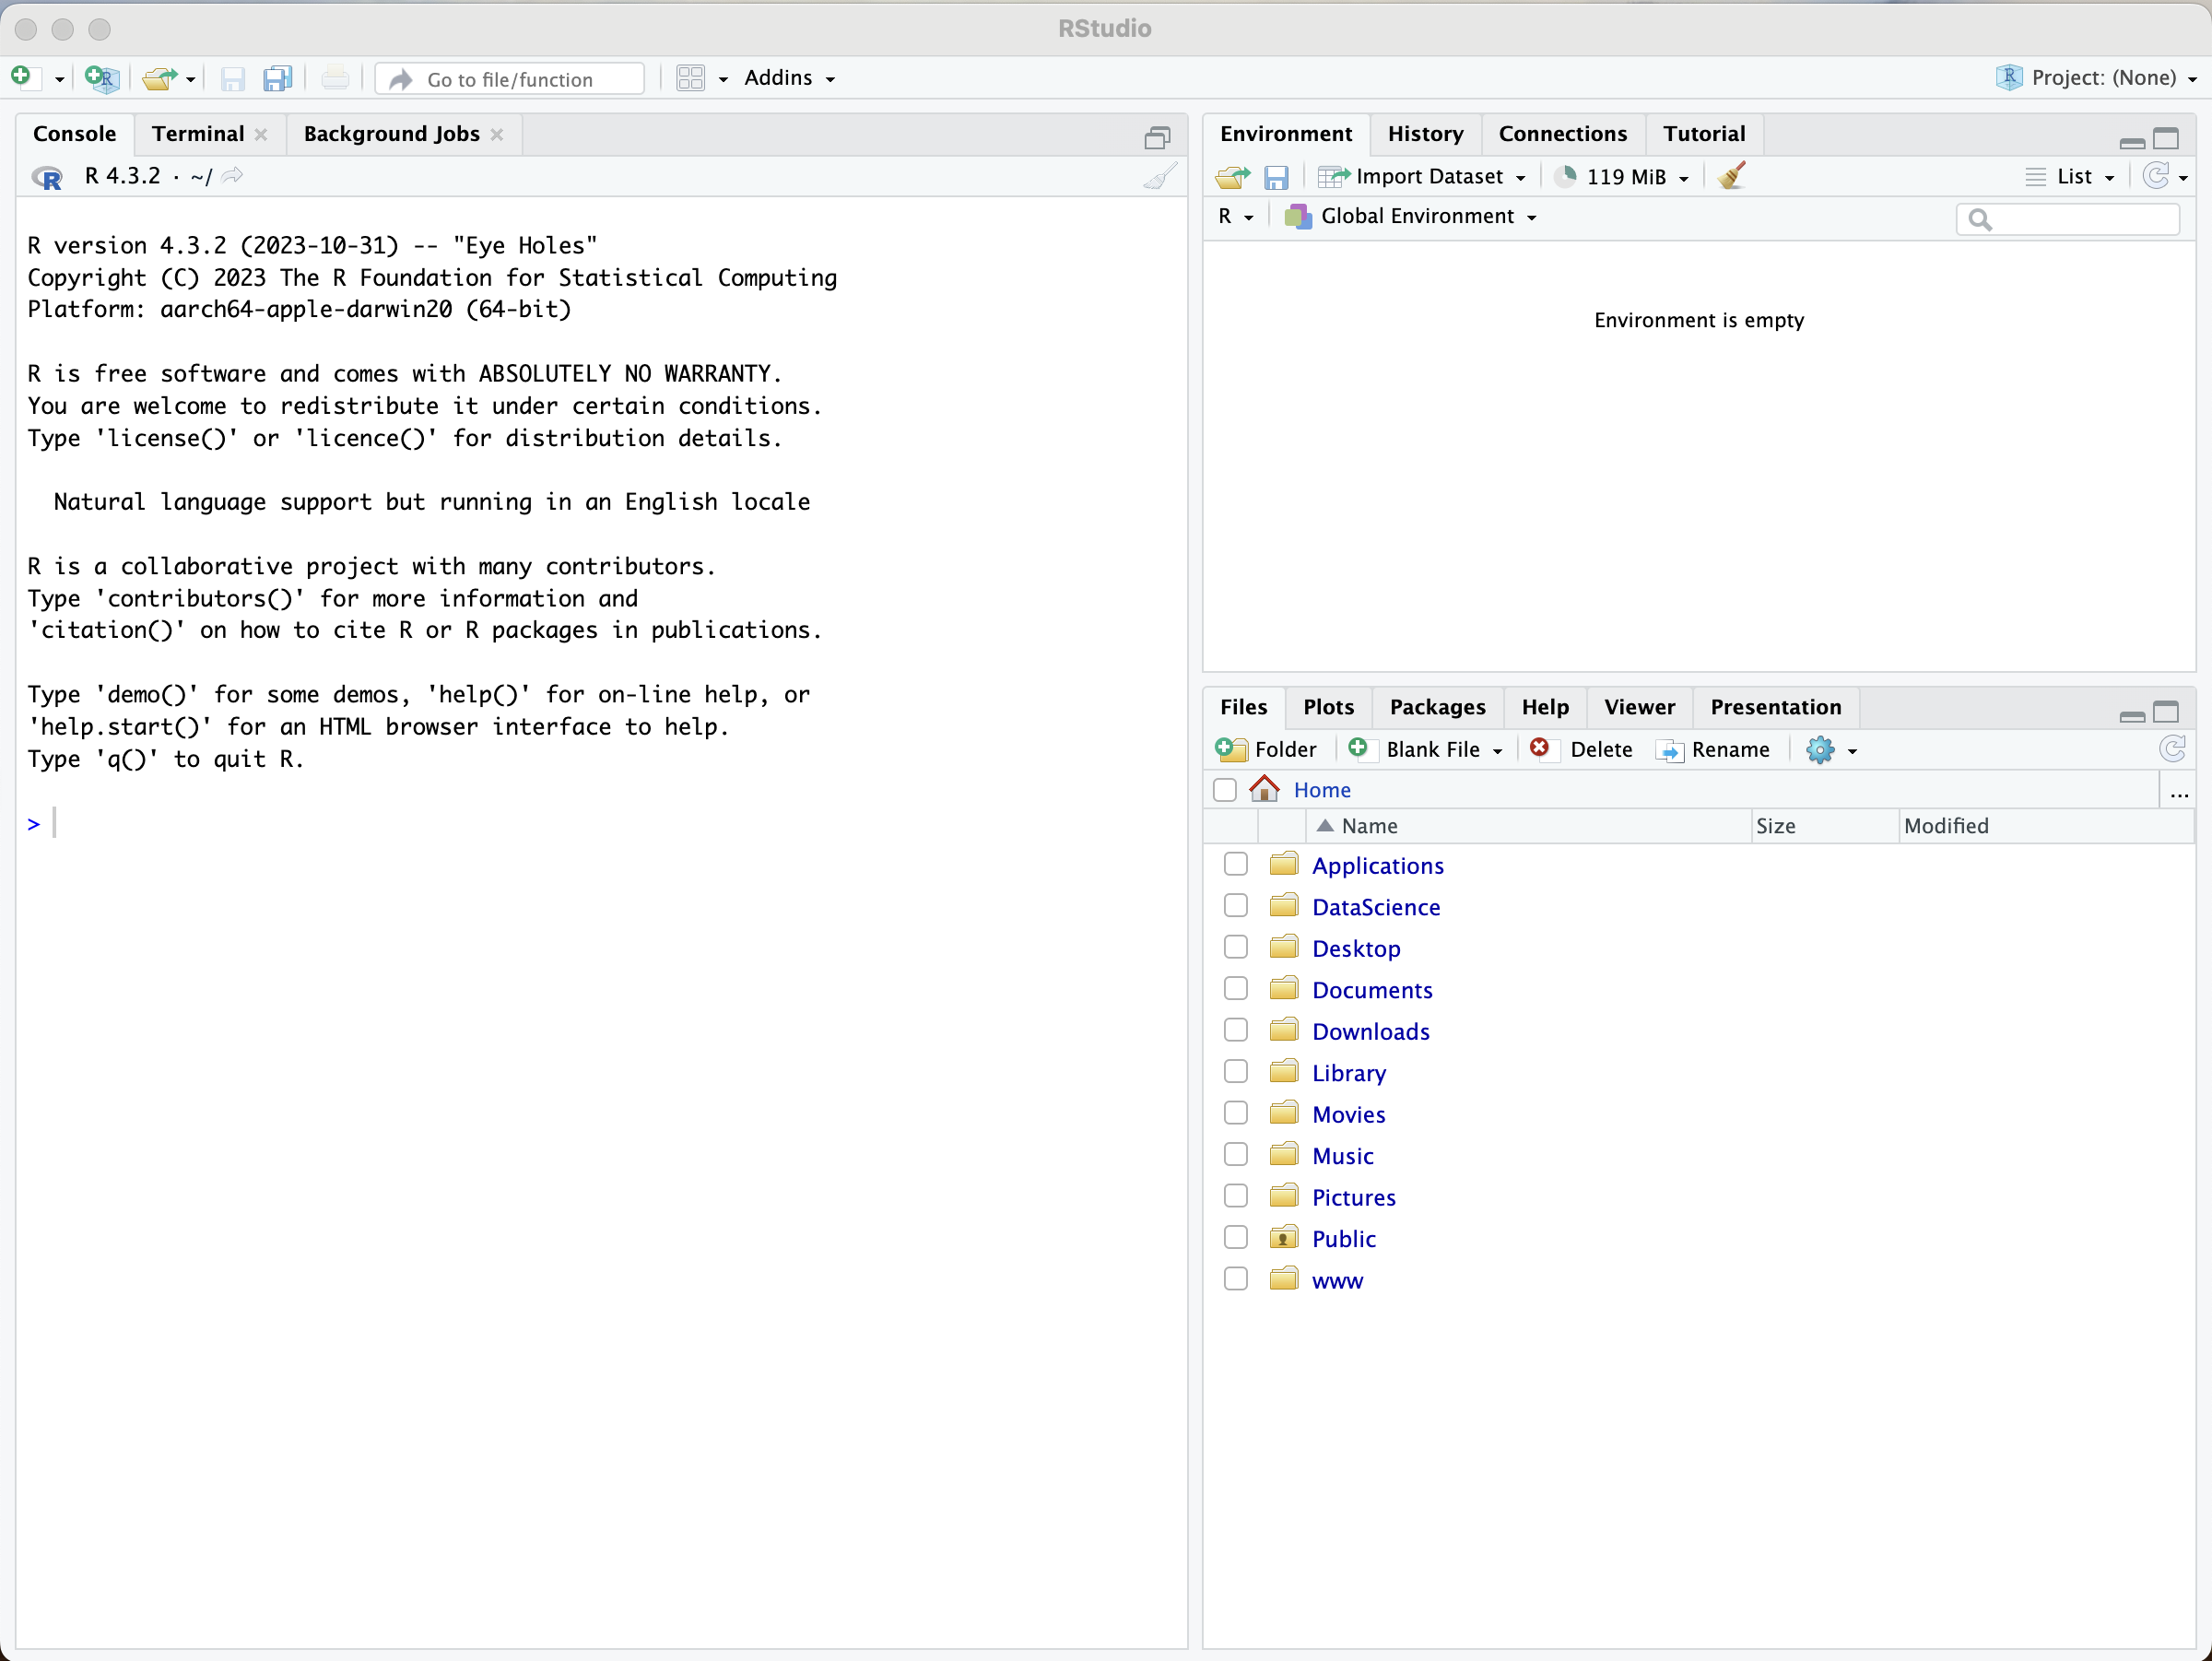 RStudio
Go to file/function
Addins
Project: (None)
Console Terminal Background Jobs
R 4.3.2 · ~/
R version 4.3.2 (2023-10-31) -- "Eye Holes"
Copyright (C) 2023 The R Foundation for Statistical Computing
Platform: aarch64-apple-darwin20 (64-bit)
R is free software and comes with ABSOLUTELY NO WARRANTY.
You are welcome to redistribute it under certain conditions.
Type 'license()' or 'licence()' for distribution details.
Natural language support but running in an English locale
R is a collaborative project with many contributors.
Type 'contributors()' for more information and
'citation()' on how to cite R or R packages in publications.
Type 'demo()' for some demos, 'help()' for on-line help, or
'help.start()' for an HTML browser interface to help.
Type 'q()' to quit R.
>
Environment History Connections Tutorial
Import Dataset 119 MiB List
R Global Environment
Environment is empty
Files Plots Packages Help Viewer Presentation
Folder Blank File Delete Rename
Home ...
Name Size Modified
Applications
DataScience
Desktop
Documents
Downloads
Library
Movies
Music
Pictures
Public
www